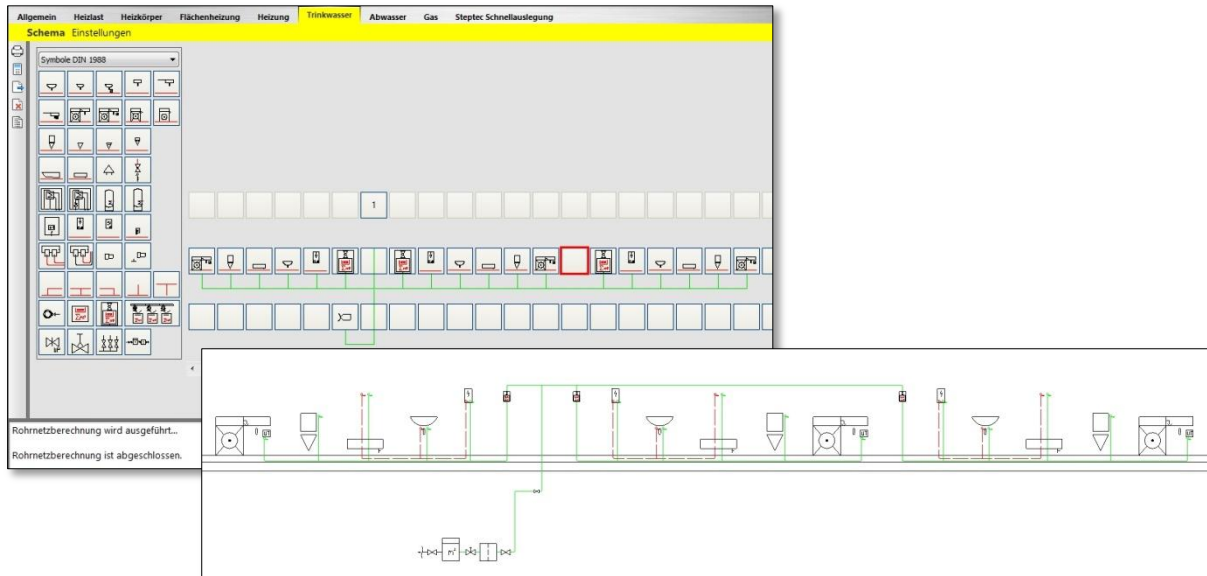 Allgemein Heizlast Heizkörper Flächenheizung Heizung Trinkwasser Abwasser Gas Steptec Schnellauslegung
Schema Einstellungen
Symbole DIN 1988
1
Rohrnetzberechnung wird ausgeführt...
Rohrnetzberechnung ist abgeschlossen.